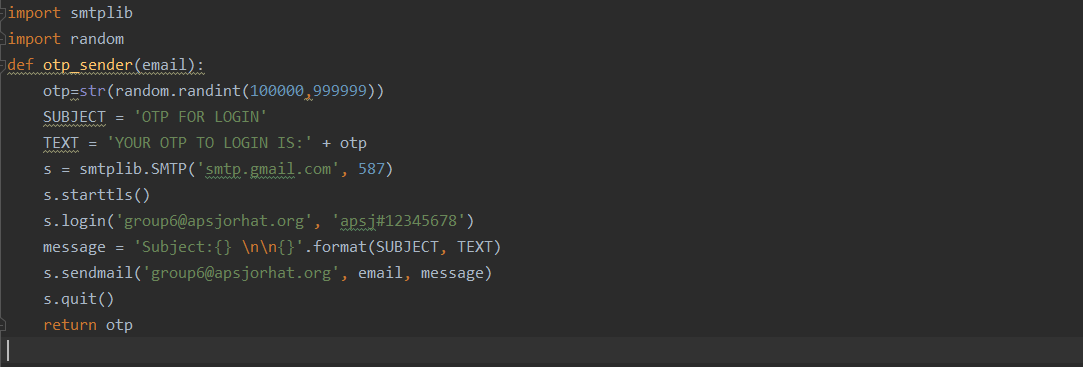 import smtplib
import random
def otp_sender(email):
    otp=str(random.randint(100000,999999))
    SUBJECT = 'OTP FOR LOGIN'
    TEXT = 'YOUR OTP TO LOGIN IS:' + otp
    s = smtplib.SMTP('smtp.gmail.com', 587)
    s.starttls()
    s.login('group6@apsjorhat.org', 'apsj#12345678')
    message = 'Subject:{} \n\n{}'.format(SUBJECT, TEXT)
    s.sendmail('group6@apsjorhat.org', email, message)
    s.quit()
    return otp